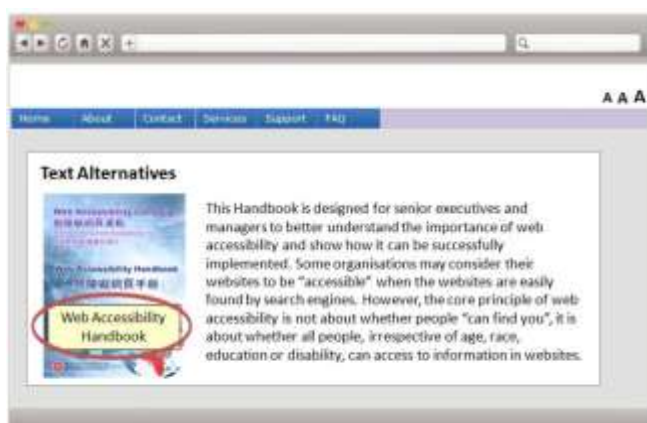 A A A
Home About Contact Services Support FAQ
Text Alternatives
Web Accessibility Campaign
Web Accessibility Handbook
Web Accessibility
Handbook
This Handbook is designed for senior executives and
managers to better understand the importance of web
accessibility and show how it can be successfully
implemented. Some organisations may consider their
websites to be "accessible" when the websites are easily
found by search engines. However, the core principle of web
accessibility is not about whether people "can find you", it is
about whether all people, irrespective of age, race,
education or disability, can access to information in websites.